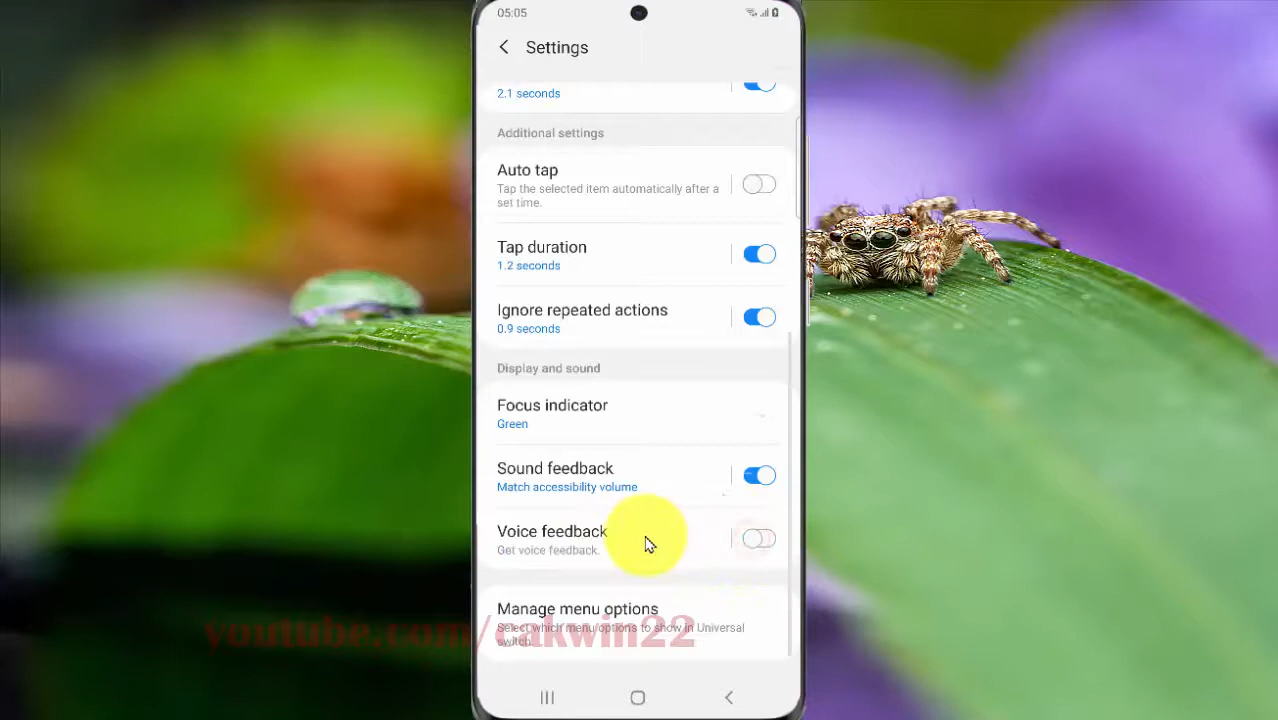 05:05
Settings
2.1 seconds
Additional settings
Auto tap
Tap the selected item automatically after a
set time.
Tap duration
1.2 seconds
Ignore repeated actions
0.9 seconds
Display and sound
Focus indicator
Green
Sound feedback
Match accessibility volume
Voice feedback
Get voice feedback.
Manage menu options
Select which menu options to show in Universal
switch.
youtube.com/eakwin22